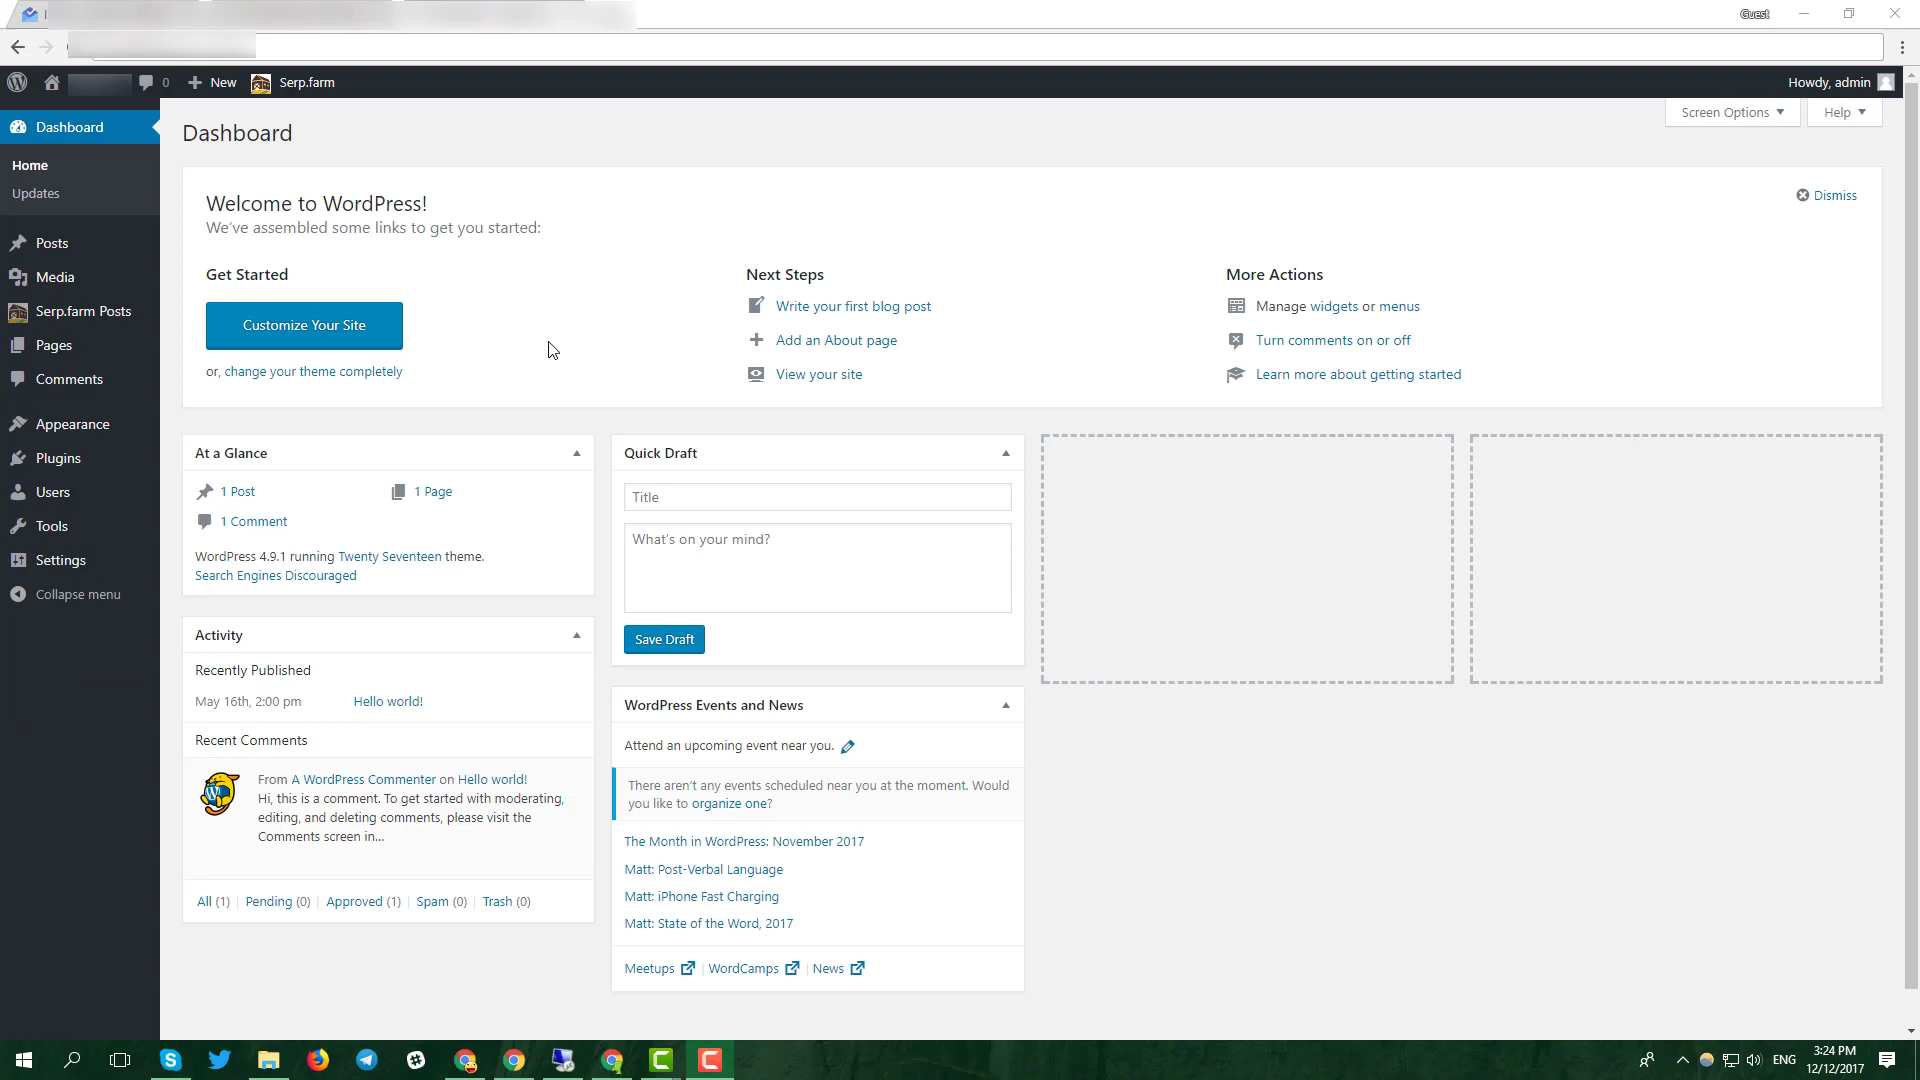 Guest
0
New
Serp.farm
Howdy, admin
Dashboard
Home
Updates
Posts
Media
Serp.farm Posts
Pages
Comments
Appearance
Plugins
Users
Tools
Settings
Collapse menu
Dashboard
Screen Options
Help
Welcome to WordPress!
We've assembled some links to get you started:
Dismiss
Get Started
Customize Your Site
or, change your theme completely
Next Steps
Write your first blog post
Add an About page
View your site
More Actions
Manage widgets or menus
Turn comments on or off
Learn more about getting started
At a Glance
1 Post
1 Page
1 Comment
WordPress 4.9.1 running Twenty Seventeen theme.
Search Engines Discouraged
Activity
Recently Published
May 16th, 2:00 pm Hello world!
Recent Comments
From A WordPress Commenter on Hello world!
Hi, this is a comment. To get started with moderating,
editing, and deleting comments, please visit the
Comments screen in…
All (1) | Pending (0) | Approved (1) | Spam (0) | Trash (0)
Quick Draft
Title
What's on your mind?
Save Draft
WordPress Events and News
Attend an upcoming event near you.
There aren't any events scheduled near you at the moment. Would
you like to organize one?
The Month in WordPress: November 2017
Matt: Post-Verbal Language
Matt: iPhone Fast Charging
Matt: State of the Word, 2017
Meetups | WordCamps | News
ENG
3:24 PM
12/12/2017